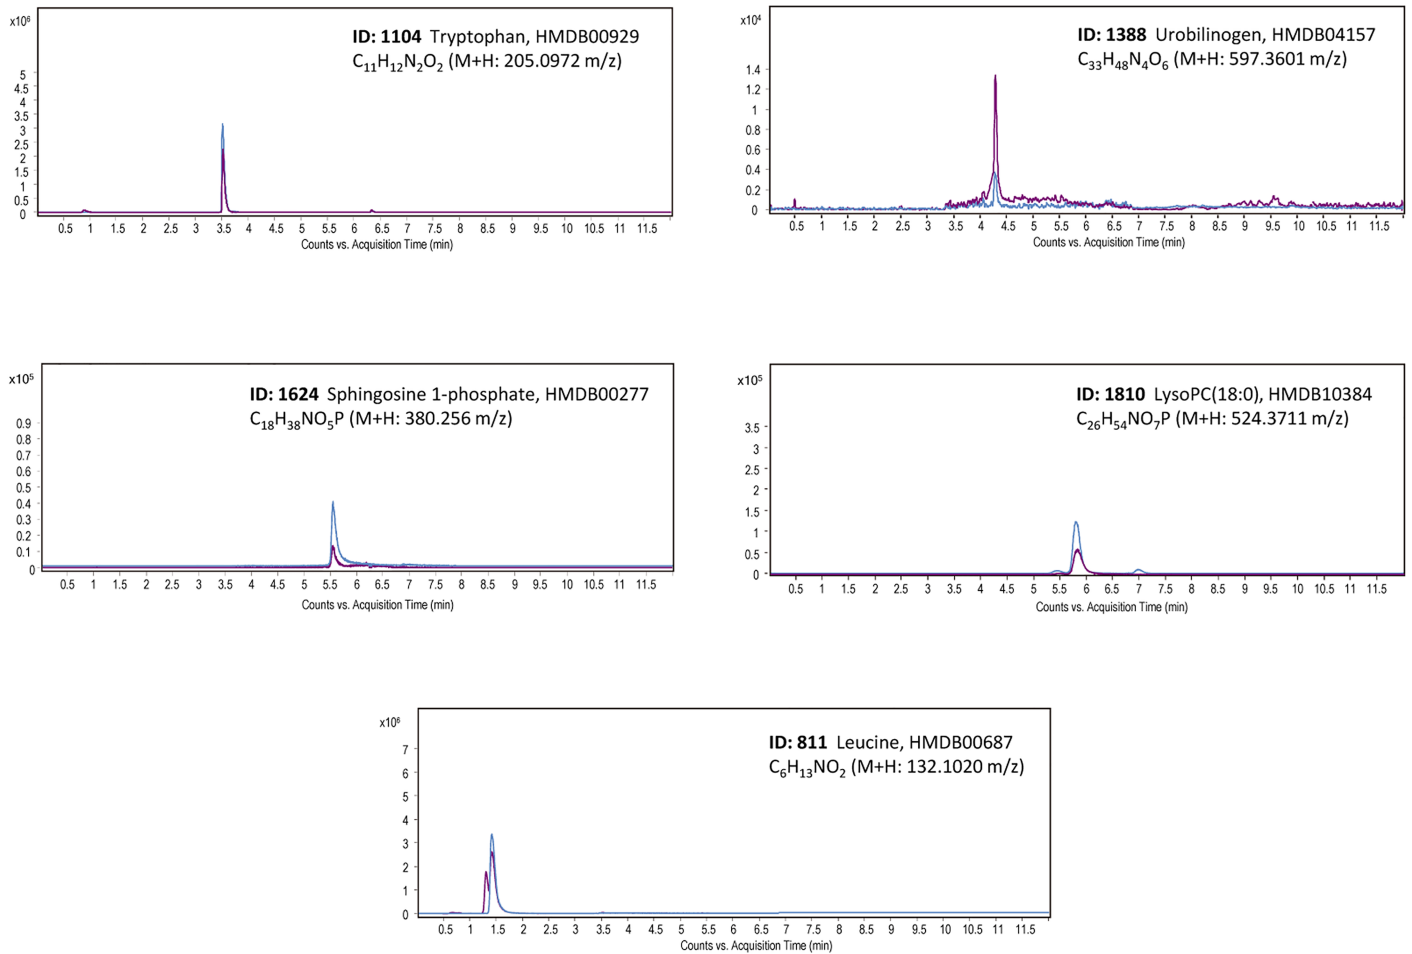 x10⁶
ID: 1104 Tryptophan, HMDB00929
C₁₁H₁₂N₂O₂ (M+H: 205.0972 m/z)
5
4.5
4
3.5
3
2.5
2
1.5
1
0.5
0
0.5 1 1.5 2 2.5 3 3.5 4 4.5 5 5.5 6 6.5 7 7.5 8 8.5 9 9.5 10 10.5 11 11.5
Counts vs. Acquisition Time (min)
x10⁴
ID: 1388 Urobilinogen, HMDB04157
C₃₃H₄₈N₄O₆ (M+H: 597.3601 m/z)
1.4
1.2
1
0.8
0.6
0.4
0.2
0
0.5 1 1.5 2 2.5 3 3.5 4 4.5 5 5.5 6 6.5 7 7.5 8 8.5 9 9.5 10 10.5 11 11.5
Counts vs. Acquisition Time (min)
x10⁵
ID: 1624 Sphingosine 1-phosphate, HMDB00277
C₁₈H₃₈NO₅P (M+H: 380.256 m/z)
0.9
0.8
0.7
0.6
0.5
0.4
0.3
0.2
0.1
0
0.5 1 1.5 2 2.5 3 3.5 4 4.5 5 5.5 6 6.5 7 7.5 8 8.5 9 9.5 10 10.5 11 11.5
Counts vs. Acquisition Time (min)
x10⁵
ID: 1810 LysoPC(18:0), HMDB10384
C₂₆H₅₄NO₇P (M+H: 524.3711 m/z)
3.5
3
2.5
2
1.5
1
0.5
0
0.5 1 1.5 2 2.5 3 3.5 4 4.5 5 5.5 6 6.5 7 7.5 8 8.5 9 9.5 10 10.5 11 11.5
Counts vs. Acquisition Time (min)
x10⁶
ID: 811 Leucine, HMDB00687
C₆H₁₃NO₂ (M+H: 132.1020 m/z)
7
6
5
4
3
2
1
0
0.5 1 1.5 2 2.5 3 3.5 4 4.5 5 5.5 6 6.5 7 7.5 8 8.5 9 9.5 10 10.5 11 11.5
Counts vs. Acquisition Time (min)